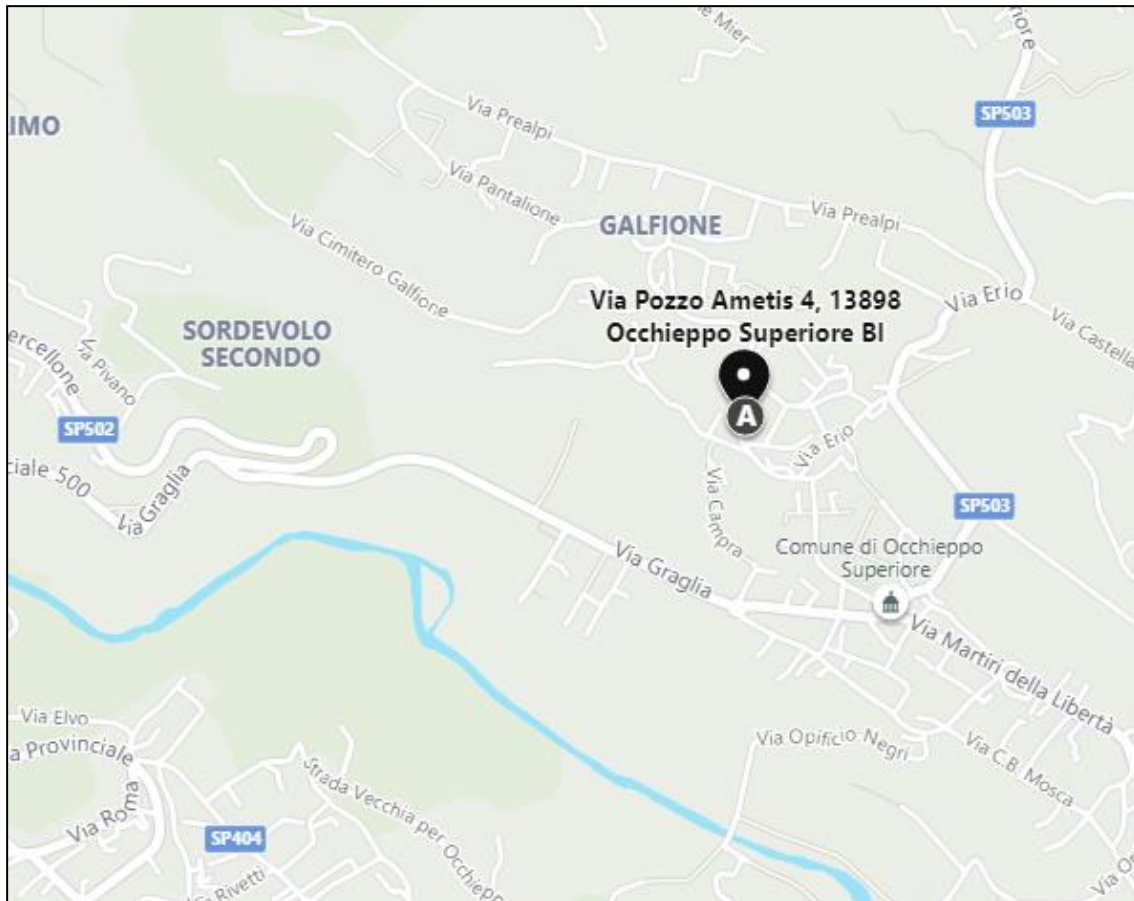 Via Prealpi
SP503
IMO
Via Pantalione
GALFIONE
Via Prealpi
Via Cimitero Galfione
Via Pozzo Ametis 4, 13898
Occhieppo Superiore BI
Via Erio
SORDEVOLO
SECONDO
Via Castella
Via Pivano
SP502
A
Via Erio
Via Graglia
Via Campra
SP503
Comune di Occhieppo
Superiore
Via Graglia
Via Martiri della Libertà
Via Elvo
Via Opificio Negri
Via C.B. Mosca
Provinciale
Strada Vecchia per Occhiepp
Via Roma
SP404
Rivetti